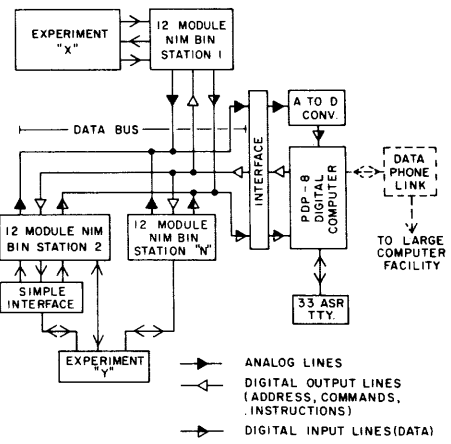 EXPERIMENT
"X"
12 MODULE
NIM BIN
STATION 1
A TO D
CONV.
DATA BUS
INTERFACE
PDP-8
DIGITAL
COMPUTER
DATA
PHONE
LINK
TO LARGE
COMPUTER
FACILITY
12 MODULE NIM
BIN STATION 2
12 MODULE
NIM BIN
STATION "N"
SIMPLE
INTERFACE
33 ASR
TTY.
EXPERIMENT
"Y"
ANALOG LINES
DIGITAL OUTPUT LINES
(ADDRESS, COMMANDS,
.INSTRUCTIONS)
DIGITAL INPUT LINES(DATA)